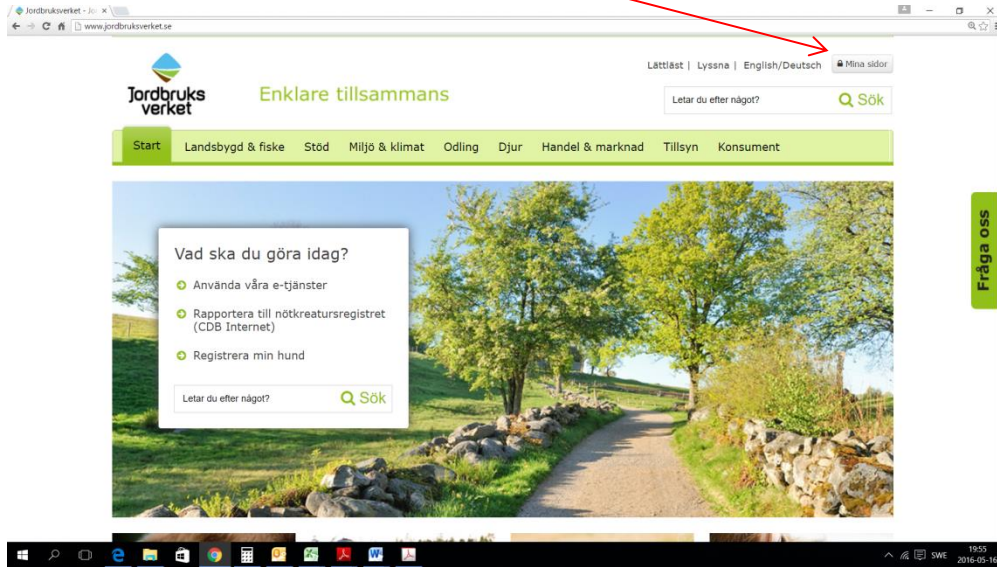 Jordbruksverket - Jor
www.jordbruksverket.se
Lättläst | Lyssna | English/Deutsch Mina sidor
Jordbruks
verket
Enklare tillsammans
Letar du efter något? Sök
Start Landsbygd & fiske Stöd Miljö & klimat Odling Djur Handel & marknad Tillsyn Konsument
Vad ska du göra idag?
Använda våra e-tjänster
Rapportera till nötkreatursregistret
(CDB Internet)
Registrera min hund
Letar du efter något? Sök
Fråga oss
SWE
19:55
2016-05-16